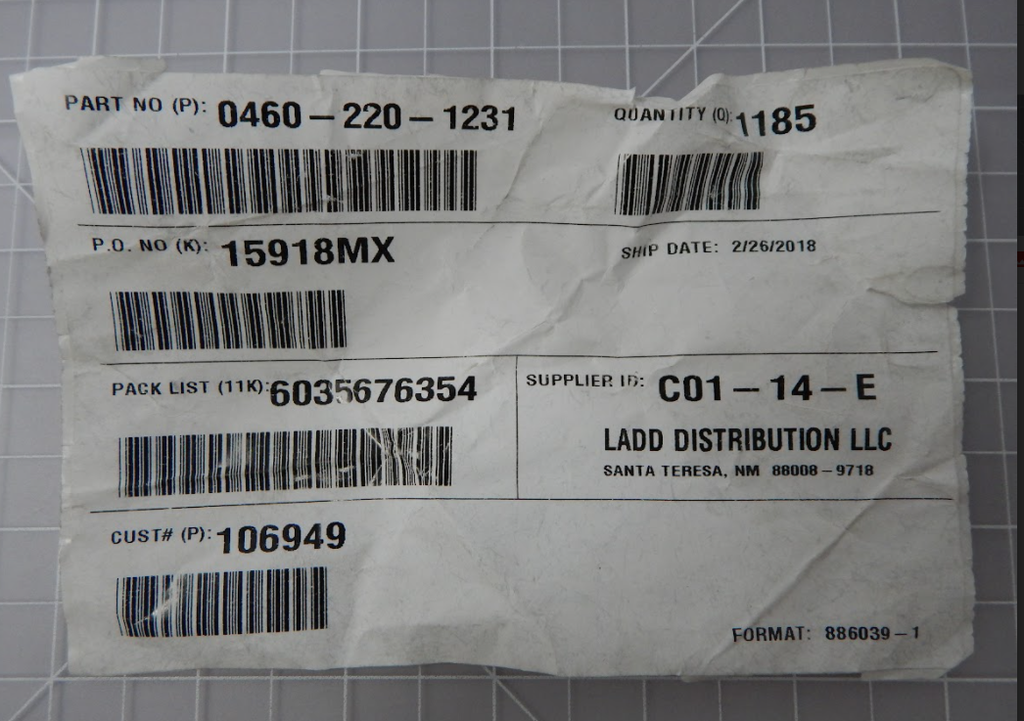 PART NO (P): 0460-220-1231
QUANTITY (Q): 1185
P.O. NO (K): 15918MX
SHIP DATE: 2/26/2018
PACK LIST (11K): 6035676354
SUPPLIER ID: C01-14-E
LADD DISTRIBUTION LLC
SANTA TERESA, NM 88008-9718
CUST# (P): 106949
FORMAT: 886039-1